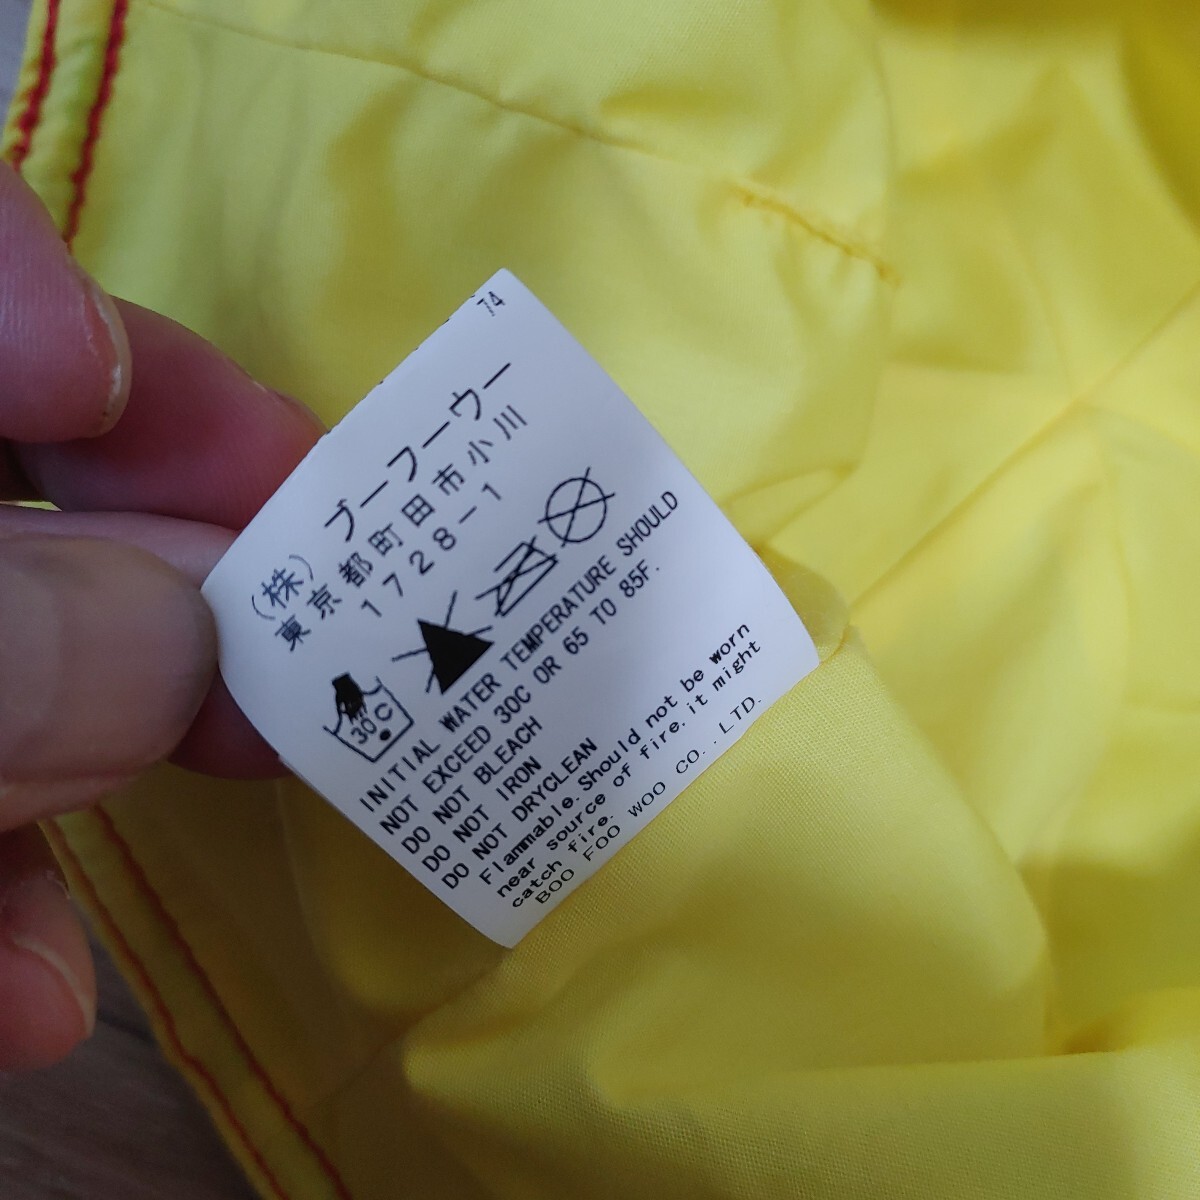 74
(株) ブーフーウー
東京都町田市小川
1728-1
30C
INITIAL WATER TEMPERATURE SHOULD
NOT EXCEED 30C OR 65 TO 85F.
DO NOT BLEACH
DO NOT IRON
DO NOT DRYCLEAN
Flammable.Should not be worn
near source of fire.it might
catch fire.
BOO FOO WOO CO.,LTD.